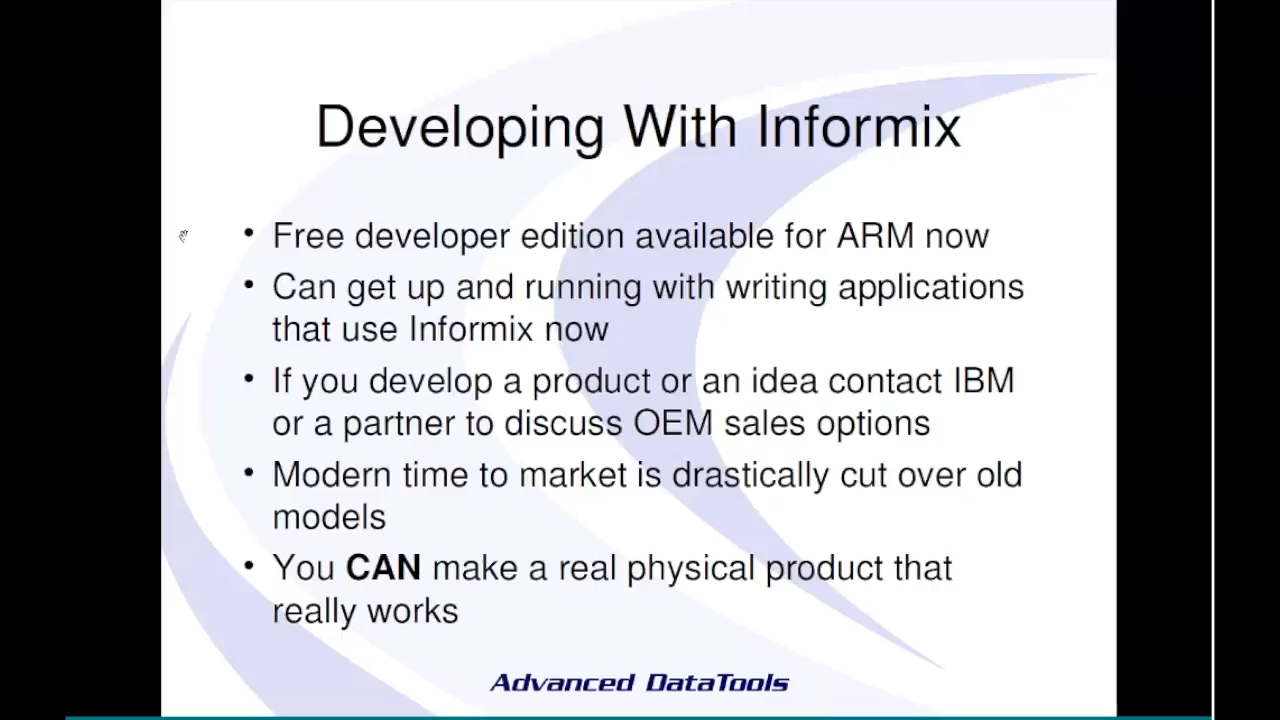 Developing With Informix
• Free developer edition available for ARM now
• Can get up and running with writing applications
that use Informix now
• If you develop a product or an idea contact IBM
or a partner to discuss OEM sales options
• Modern time to market is drastically cut over old
models
• You CAN make a real physical product that
really works
Advanced DataTools